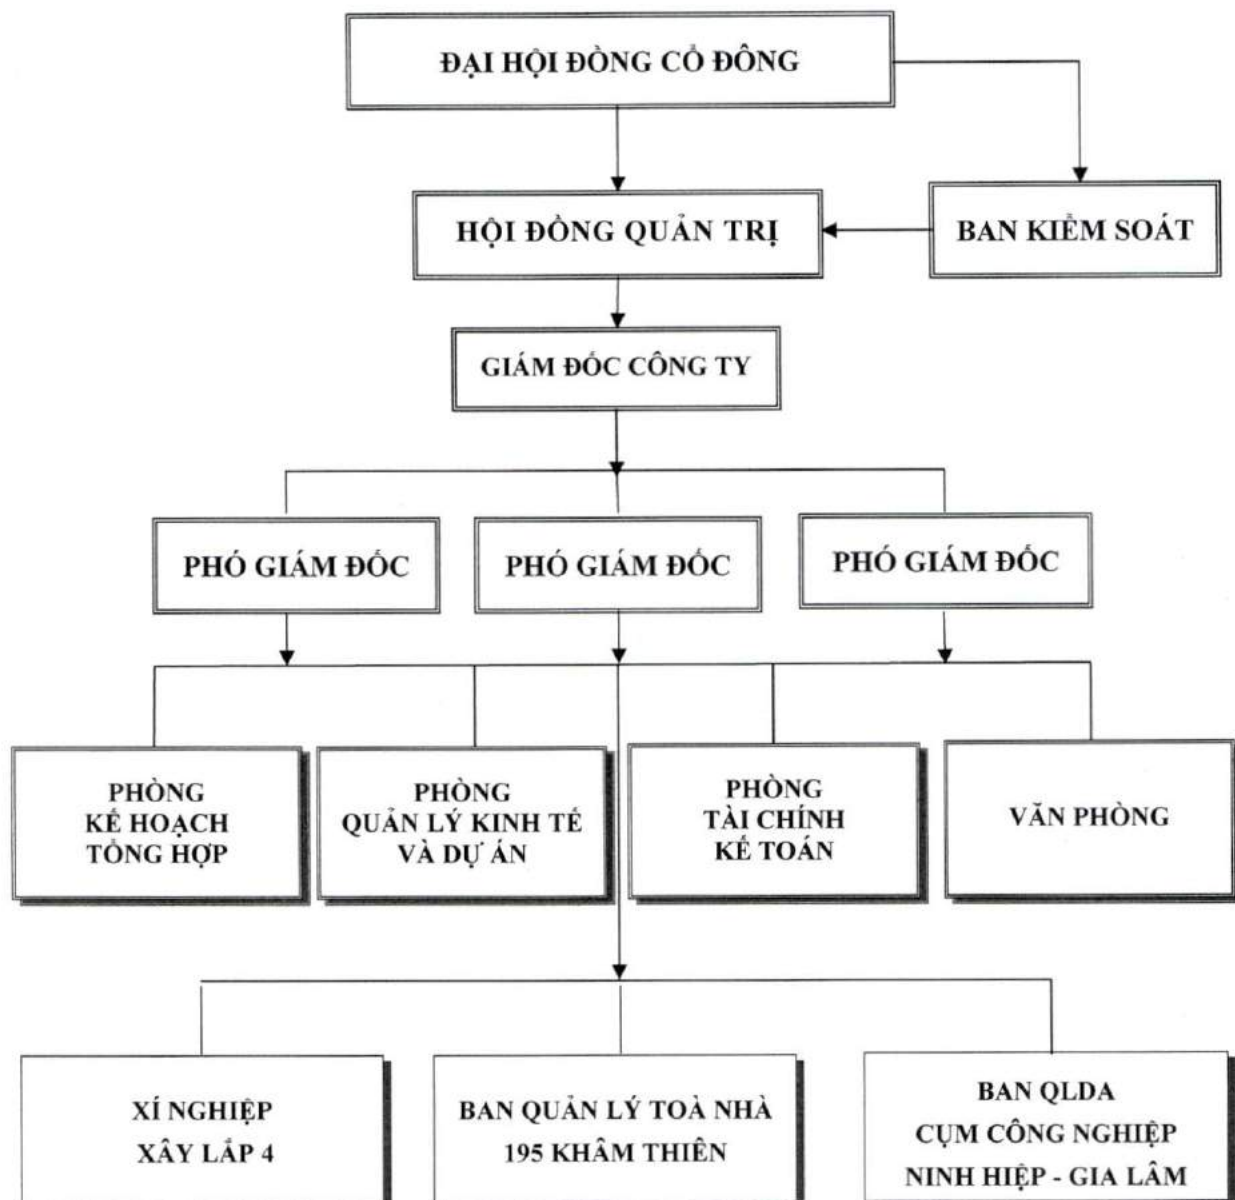 ĐẠI HỘI ĐỒNG CỔ ĐÔNG
HỘI ĐỒNG QUẢN TRỊ
BAN KIỂM SOÁT
GIÁM ĐỐC CÔNG TY
PHÓ GIÁM ĐỐC
PHÓ GIÁM ĐỐC
PHÓ GIÁM ĐỐC
PHÒNG
KẾ HOẠCH
TỔNG HỢP
PHÒNG
QUẢN LÝ KINH TẾ
VÀ DỰ ÁN
PHÒNG
TÀI CHÍNH
KẾ TOÁN
VĂN PHÒNG
XÍ NGHIỆP
XÂY LẮP 4
BAN QUẢN LÝ TOÀ NHÀ
195 KHÂM THIÊN
BAN QLDA
CỤM CÔNG NGHIỆP
NINH HIỆP - GIA LÂM